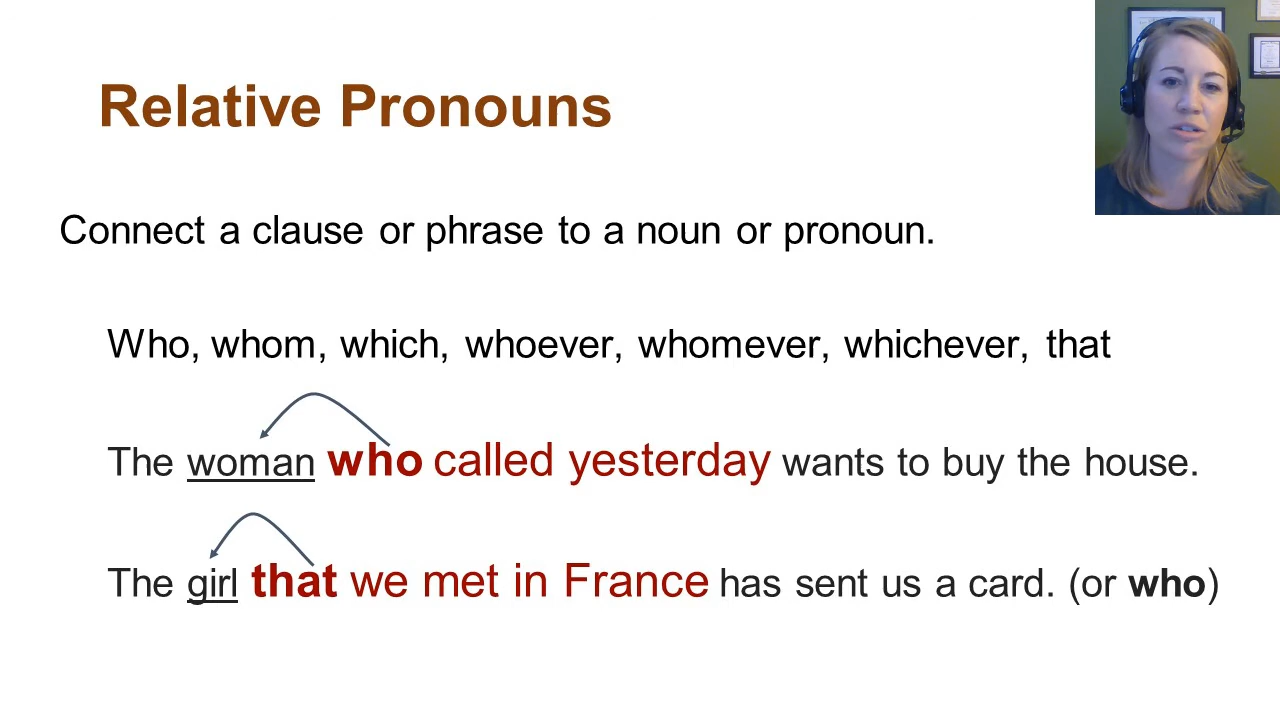 Relative Pronouns
Connect a clause or phrase to a noun or pronoun.
Who, whom, which, whoever, whomever, whichever, that
The woman who called yesterday wants to buy the house.
The girl that we met in France has sent us a card. (or who)